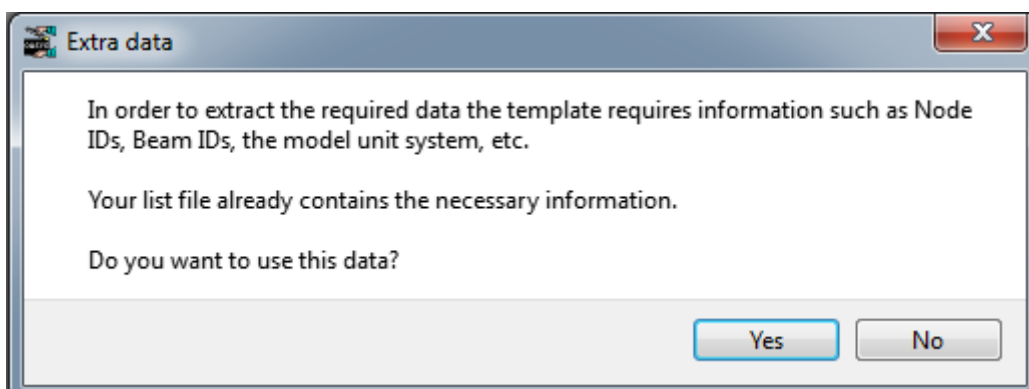 Extra data
In order to extract the required data the template requires information such as Node
IDs, Beam IDs, the model unit system, etc.
Your list file already contains the necessary information.
Do you want to use this data?
Yes No